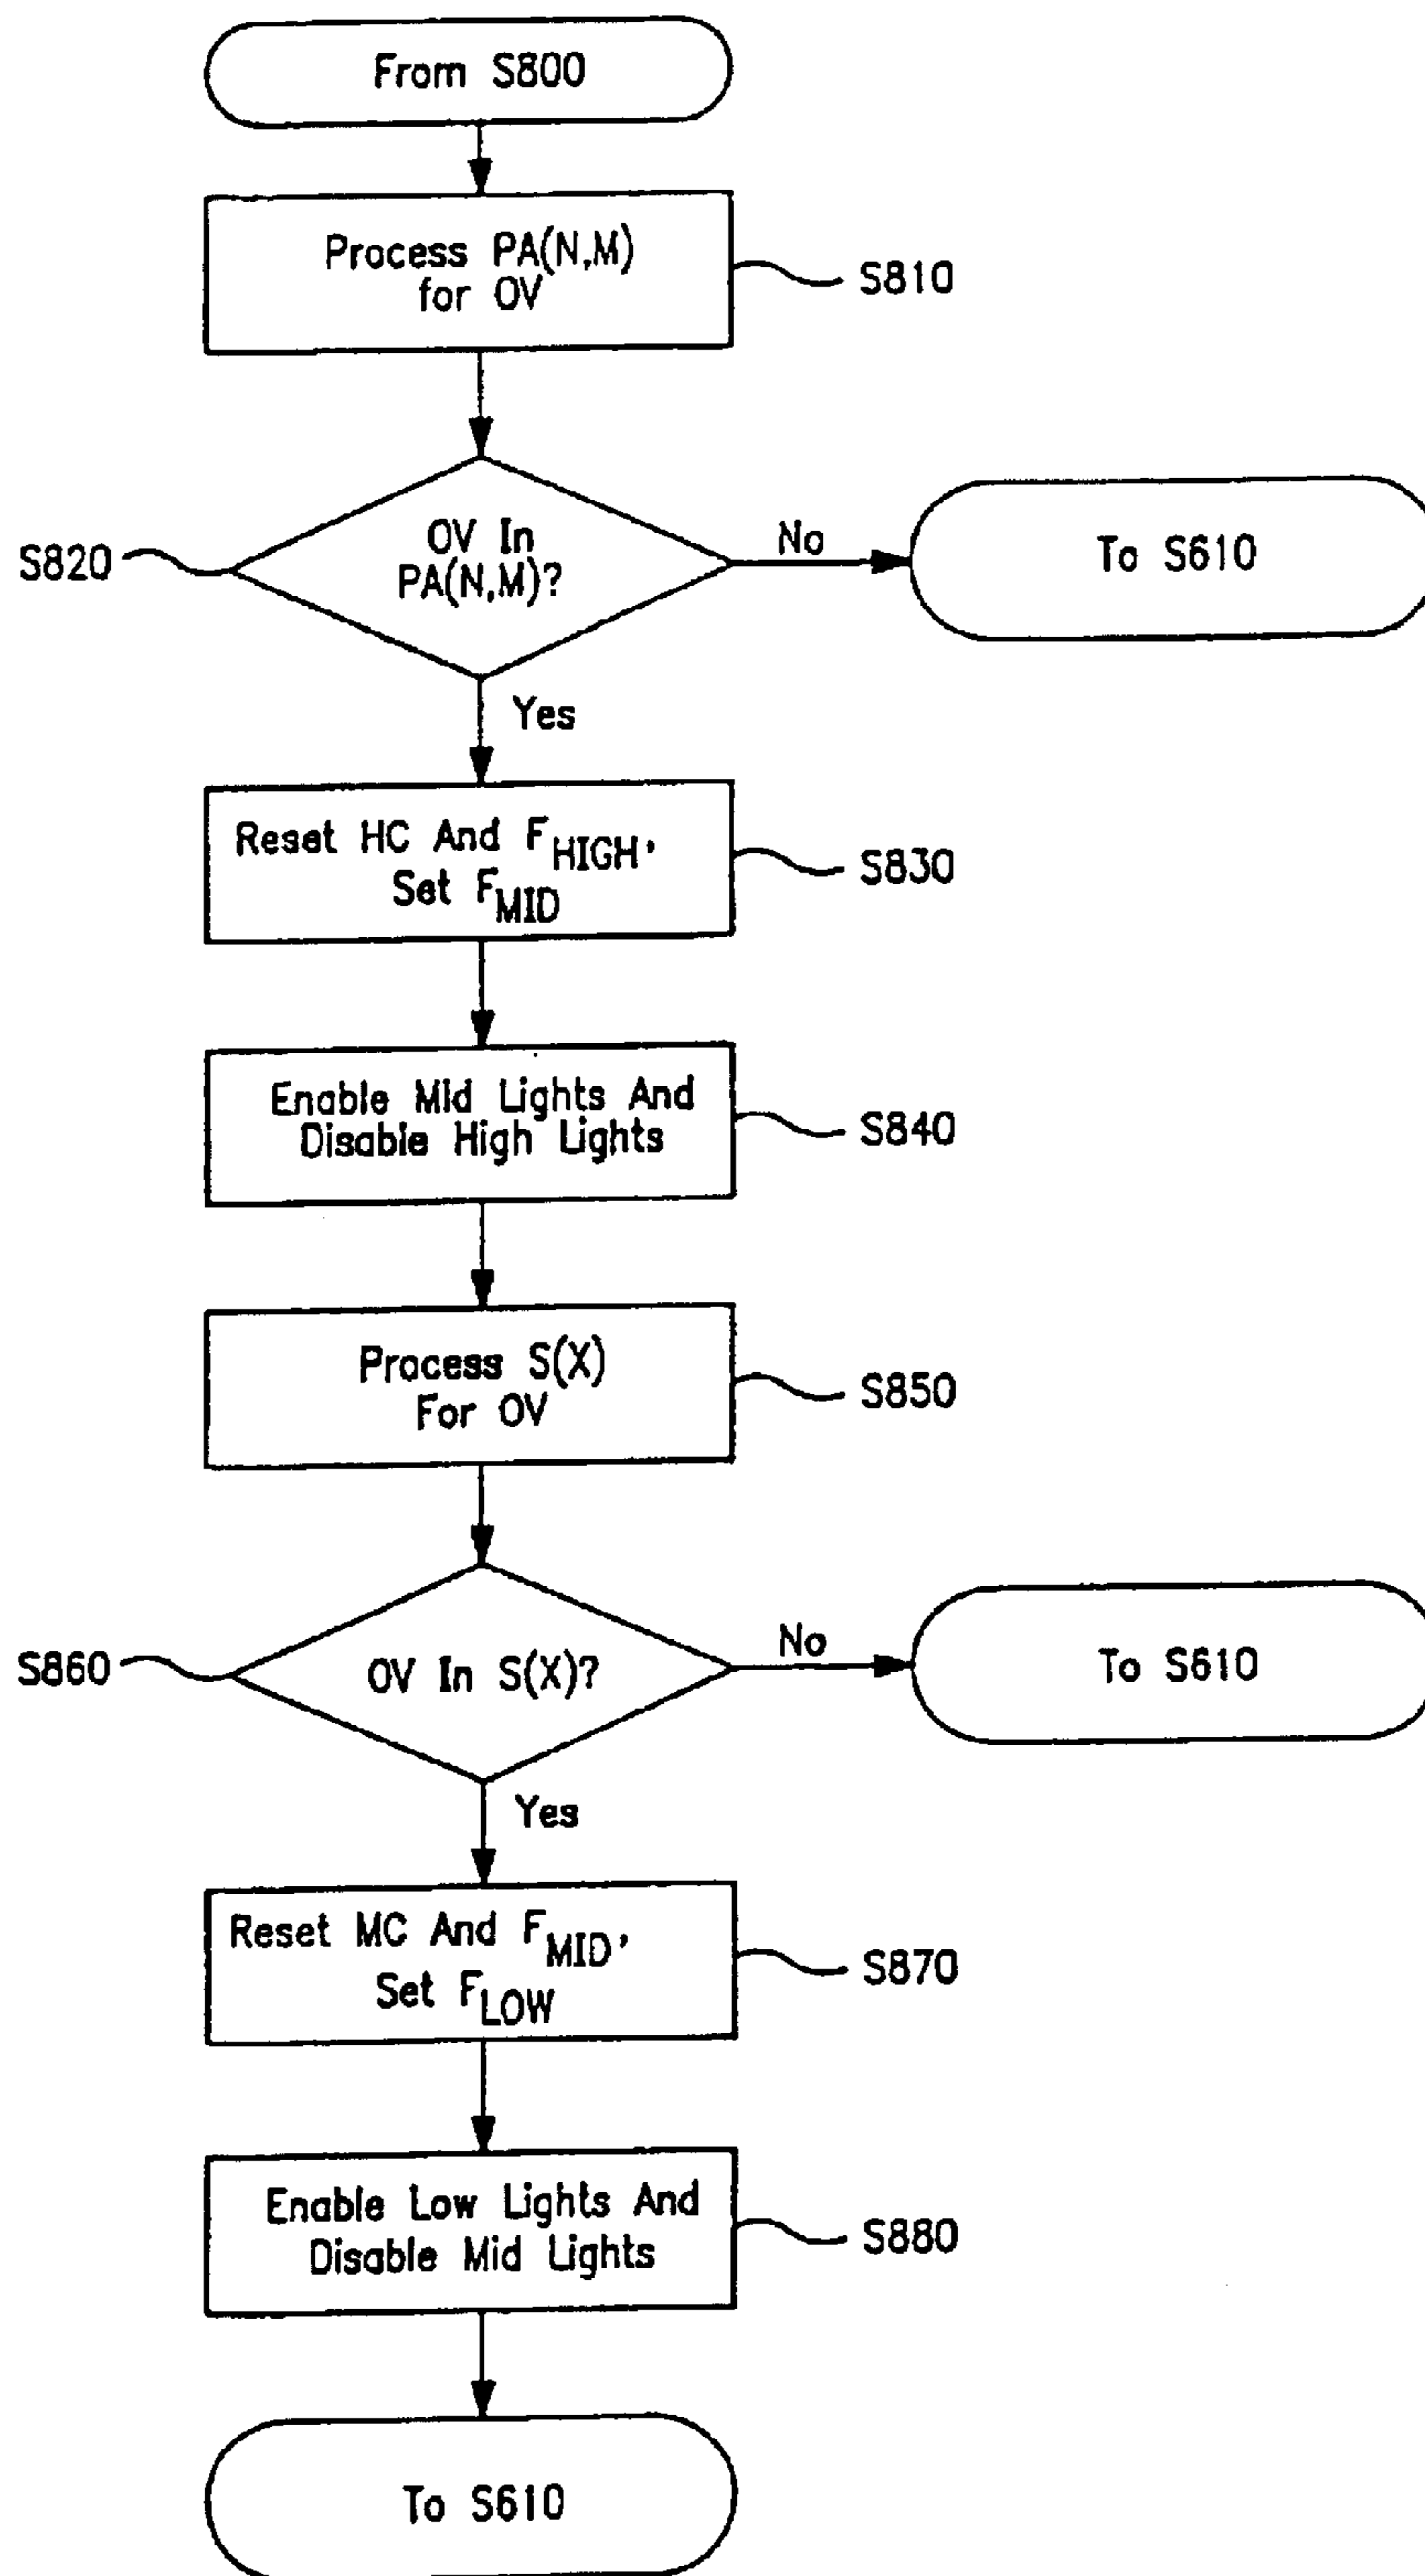 From S800
Process PA(N,M)
for OV
S810
S820
OV In
PA(N,M)?
No
To S610
Yes
Reset HC And FHIGH,
Set FMID
S830
Enable Mid Lights And
Disable High Lights
S840
Process S(X)
For OV
S850
S860
OV In S(X)?
No
To S610
Yes
Reset MC And FMID,
Set FLOW
S870
Enable Low Lights And
Disable Mid Lights
S880
To S610